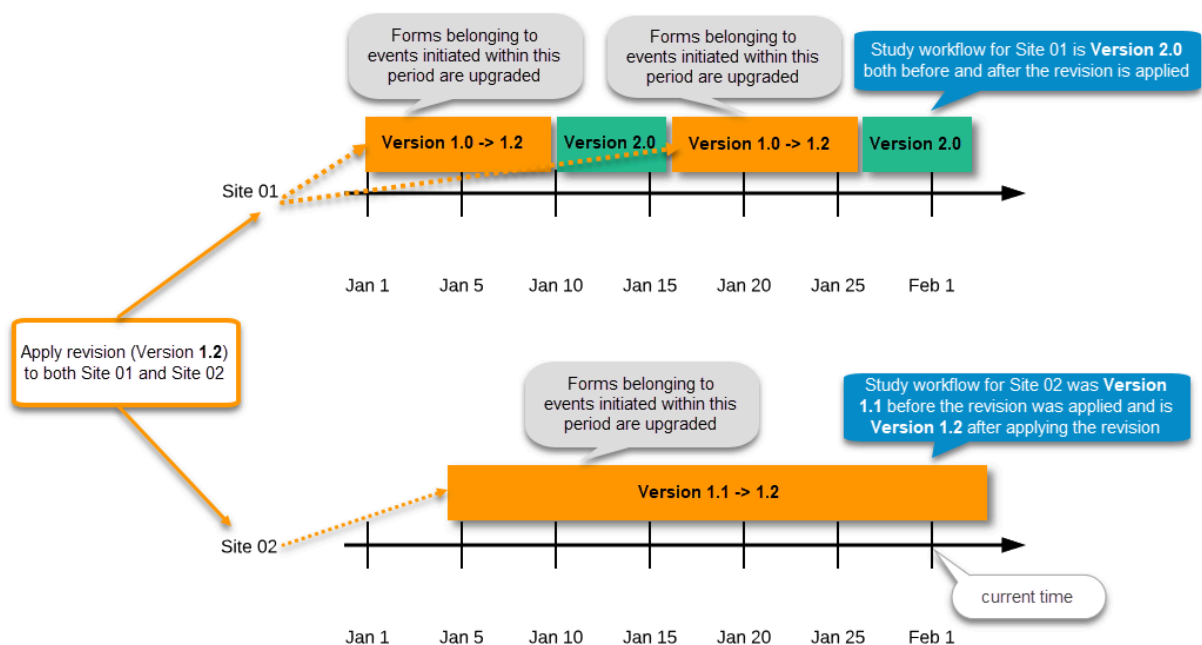 Forms belonging to
events initiated within this
period are upgraded
Forms belonging to
events initiated within this
period are upgraded
Study workflow for Site 01 is Version 2.0
both before and after the revision is applied
Version 1.0 -> 1.2
Version 2.0
Version 1.0 -> 1.2
Version 2.0
Site 01
Jan 1
Jan 5
Jan 10
Jan 15
Jan 20
Jan 25
Feb 1
Apply revision (Version 1.2)
to both Site 01 and Site 02
Forms belonging to
events initiated within this
period are upgraded
Study workflow for Site 02 was Version
1.1 before the revision was applied and is
Version 1.2 after applying the revision
Version 1.1 -> 1.2
Site 02
current time
Jan 1
Jan 5
Jan 10
Jan 15
Jan 20
Jan 25
Feb 1